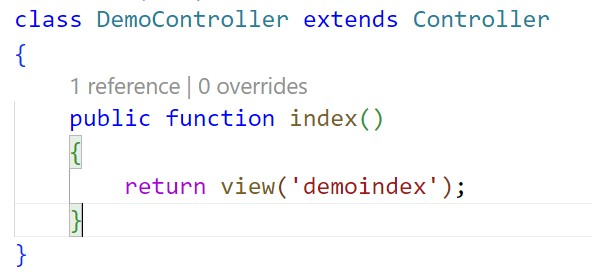 class DemoController extends Controller
{
1 reference | 0 overrides
public function index()
{
return view('demoindex');
}
}